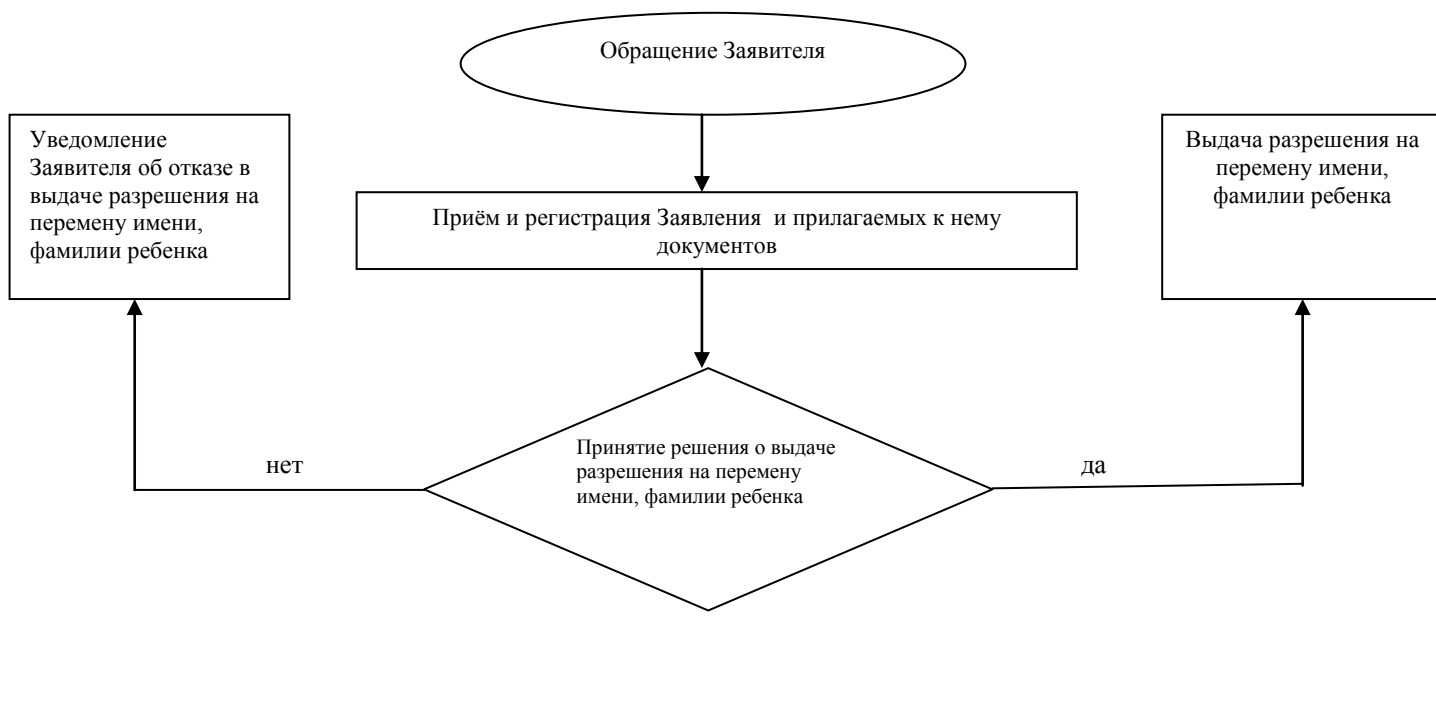 Обращение Заявителя
Уведомление
Заявителя об отказе в
выдаче разрешения на
перемену имени,
фамилии ребенка
Выдача разрешения на
перемену имени,
фамилии ребенка
Приём и регистрация Заявления  и прилагаемых к нему
документов
Принятие решения о выдаче
разрешения на перемену
имени, фамилии ребенка
нет
да